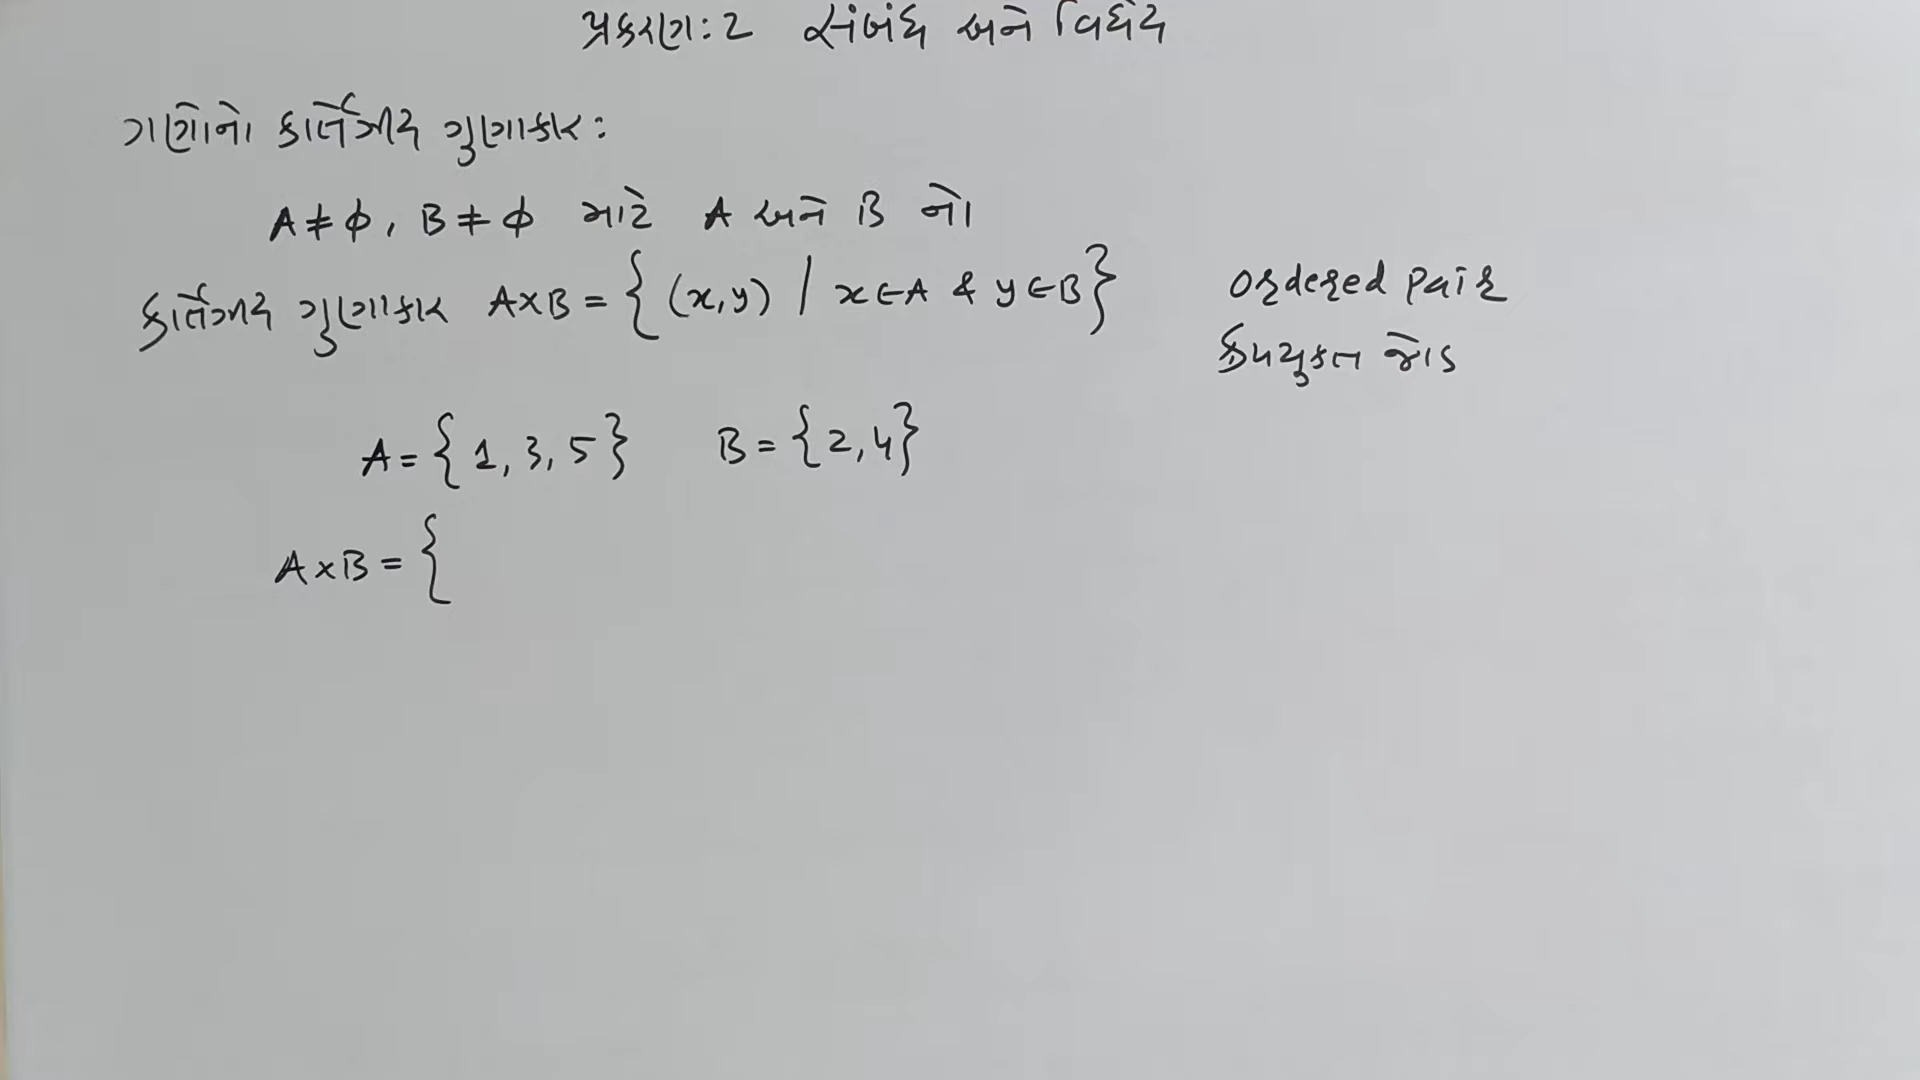 પ્રકરણ: 2 સંબંધ અને વિધેય
ગણોનો કાર્તેઝીય ગુણાકાર:
A ≠ ϕ, B ≠ ϕ માટે A અને B નો
કાર્તેઝીય ગુણાકાર A×B = { (x,y) / x∈A & y∈B }
ordered pair
ક્રમયુક્ત જોડ
A = { 1, 3, 5 } B = { 2, 4 }
A×B = {